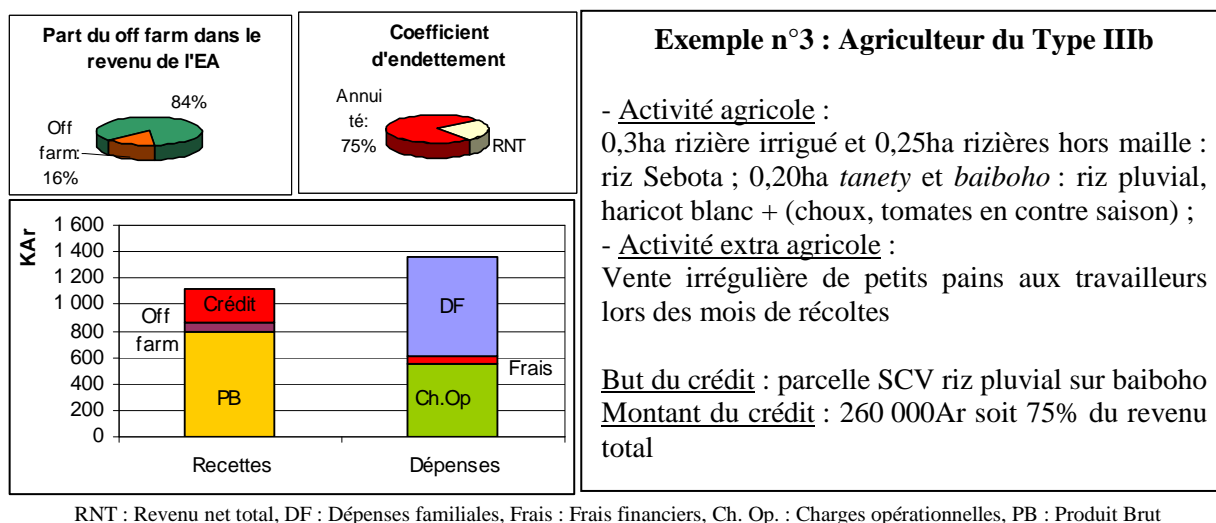 Part du off farm dans le
revenu de l'EA
84%
Off
farm:
16%
Coefficient
d'endettement
Annui
té:
75%
RNT
KAr
1 600
1 400
1 200
1 000
800
600
400
200
0
Crédit
Off
farm
PB
DF
Frais
Ch.Op
Recettes
Dépenses
Exemple n°3 : Agriculteur du Type IIIb
- Activité agricole :
0,3ha rizière irrigué et 0,25ha rizières hors maille :
riz Sebota ; 0,20ha tanety et baiboho : riz pluvial,
haricot blanc + (choux, tomates en contre saison) ;
- Activité extra agricole :
Vente irrégulière de petits pains aux travailleurs
lors des mois de récoltes
But du crédit : parcelle SCV riz pluvial sur baiboho
Montant du crédit : 260 000Ar soit 75% du revenu
total
RNT : Revenu net total, DF : Dépenses familiales, Frais : Frais financiers, Ch. Op. : Charges opérationnelles, PB : Produit Brut